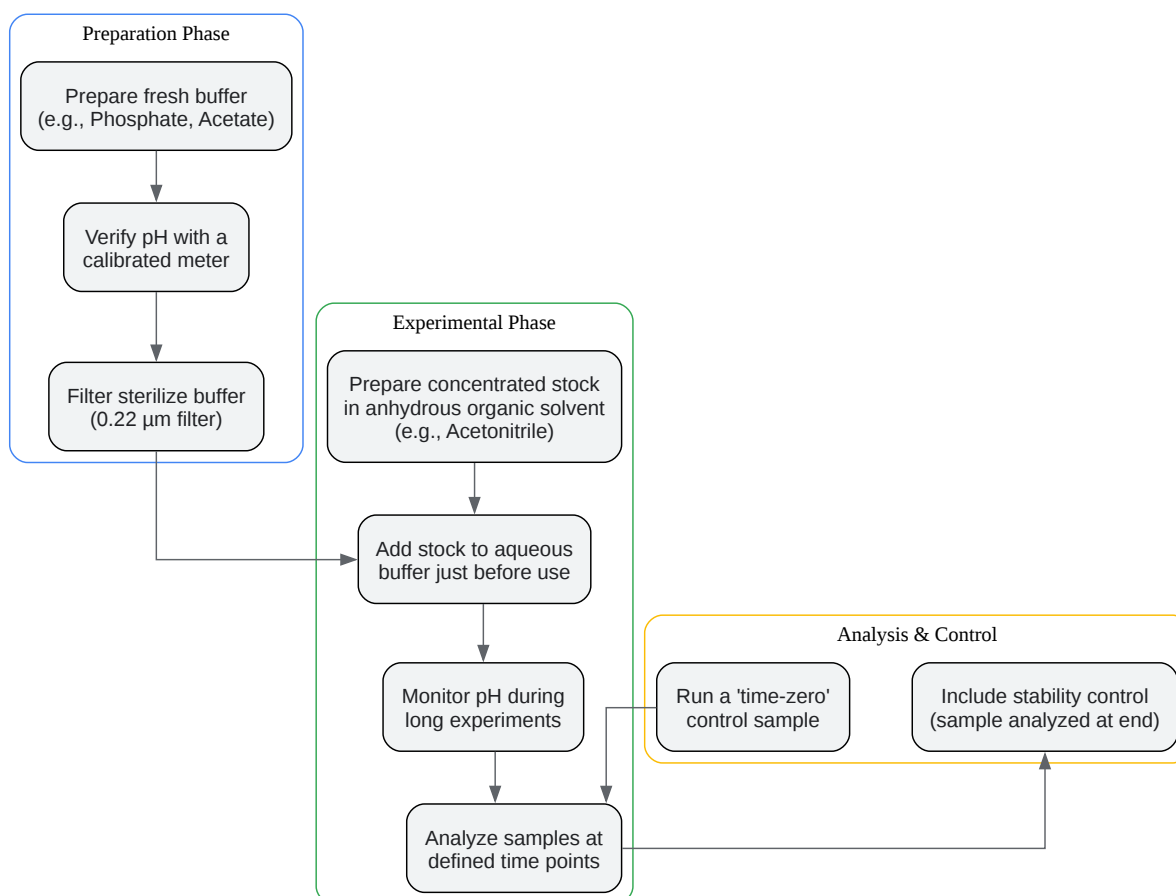 Preparation Phase
Prepare fresh buffer
(e.g., Phosphate, Acetate)
Verify pH with a
calibrated meter
Filter sterilize buffer
(0.22 µm filter)
Experimental Phase
Prepare concentrated stock
in anhydrous organic solvent
(e.g., Acetonitrile)
Add stock to aqueous
buffer just before use
Monitor pH during
long experiments
Analyze samples at
defined time points
Analysis & Control
Run a 'time-zero'
control sample
Include stability control
(sample analyzed at end)